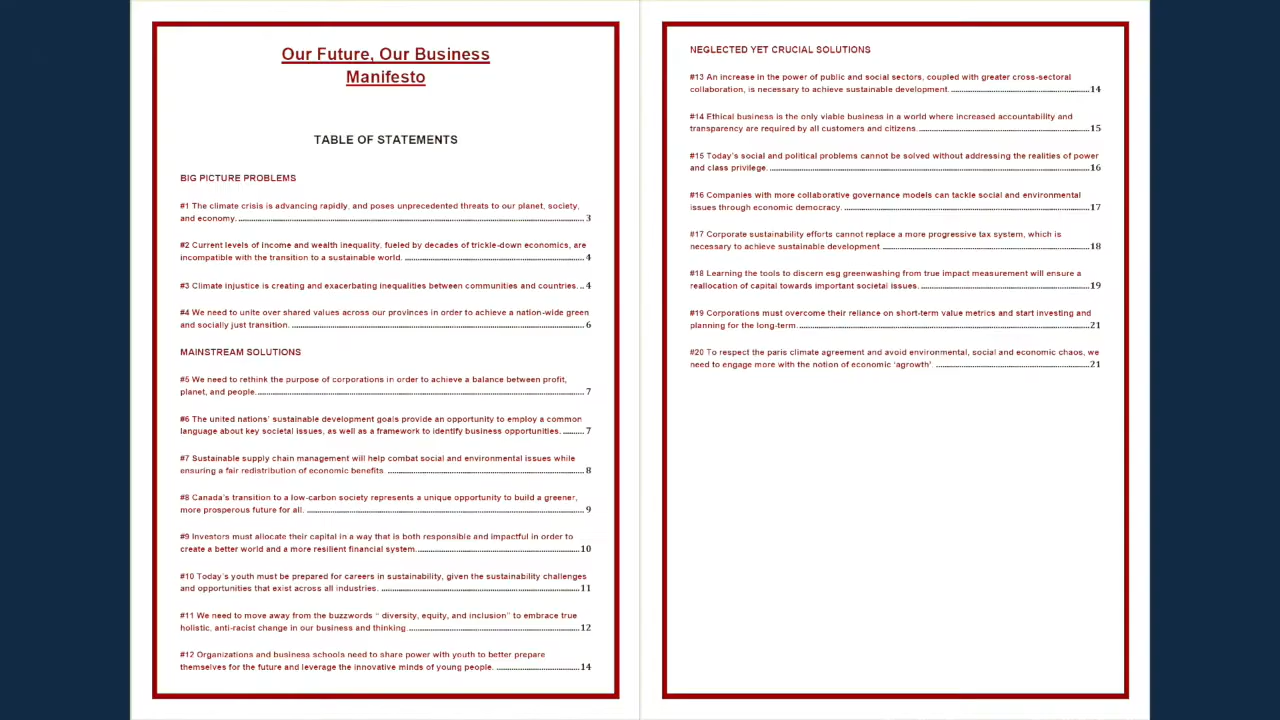 Our Future, Our Business
Manifesto
TABLE OF STATEMENTS
BIG PICTURE PROBLEMS
#1 The climate crisis is advancing rapidly, and poses unprecedented threats to our planet, society,
and economy. 3
#2 Current levels of income and wealth inequality, fueled by decades of trickle-down economics, are
incompatible with the transition to a sustainable world. 4
#3 Climate injustice is creating and exacerbating inequalities between communities and countries. 4
#4 We need to unite over shared values across our provinces in order to achieve a nation-wide green
and socially just transition. 6
MAINSTREAM SOLUTIONS
#5 We need to rethink the purpose of corporations in order to achieve a balance between profit,
planet, and people. 7
#6 The united nations' sustainable development goals provide an opportunity to employ a common
language about key societal issues, as well as a framework to identify business opportunities. 7
#7 Sustainable supply chain management will help combat social and environmental issues while
ensuring a fair redistribution of economic benefits. 8
#8 Canada's transition to a low-carbon society represents a unique opportunity to build a greener,
more prosperous future for all. 9
#9 Investors must allocate their capital in a way that is both responsible and impactful in order to
create a better world and a more resilient financial system. 10
#10 Today's youth must be prepared for careers in sustainability, given the sustainability challenges
and opportunities that exist across all industries. 11
#11 We need to move away from the buzzwords " diversity, equity, and inclusion" to embrace true
holistic, anti-racist change in our business and thinking. 12
#12 Organizations and business schools need to share power with youth to better prepare
themselves for the future and leverage the innovative minds of young people. 14
NEGLECTED YET CRUCIAL SOLUTIONS
#13 An increase in the power of public and social sectors, coupled with greater cross-sectoral
collaboration, is necessary to achieve sustainable development. 14
#14 Ethical business is the only viable business in a world where increased accountability and
transparency are required by all customers and citizens. 15
#15 Today's social and political problems cannot be solved without addressing the realities of power
and class privilege. 16
#16 Companies with more collaborative governance models can tackle social and environmental
issues through economic democracy. 17
#17 Corporate sustainability efforts cannot replace a more progressive tax system, which is
necessary to achieve sustainable development 18
#18 Learning the tools to discern esg greenwashing from true impact measurement will ensure a
reallocation of capital towards important societal issues. 19
#19 Corporations must overcome their reliance on short-term value metrics and start investing and
planning for the long-term. 21
#20 To respect the paris climate agreement and avoid environmental, social and economic chaos, we
need to engage more with the notion of economic 'agrowth'. 21